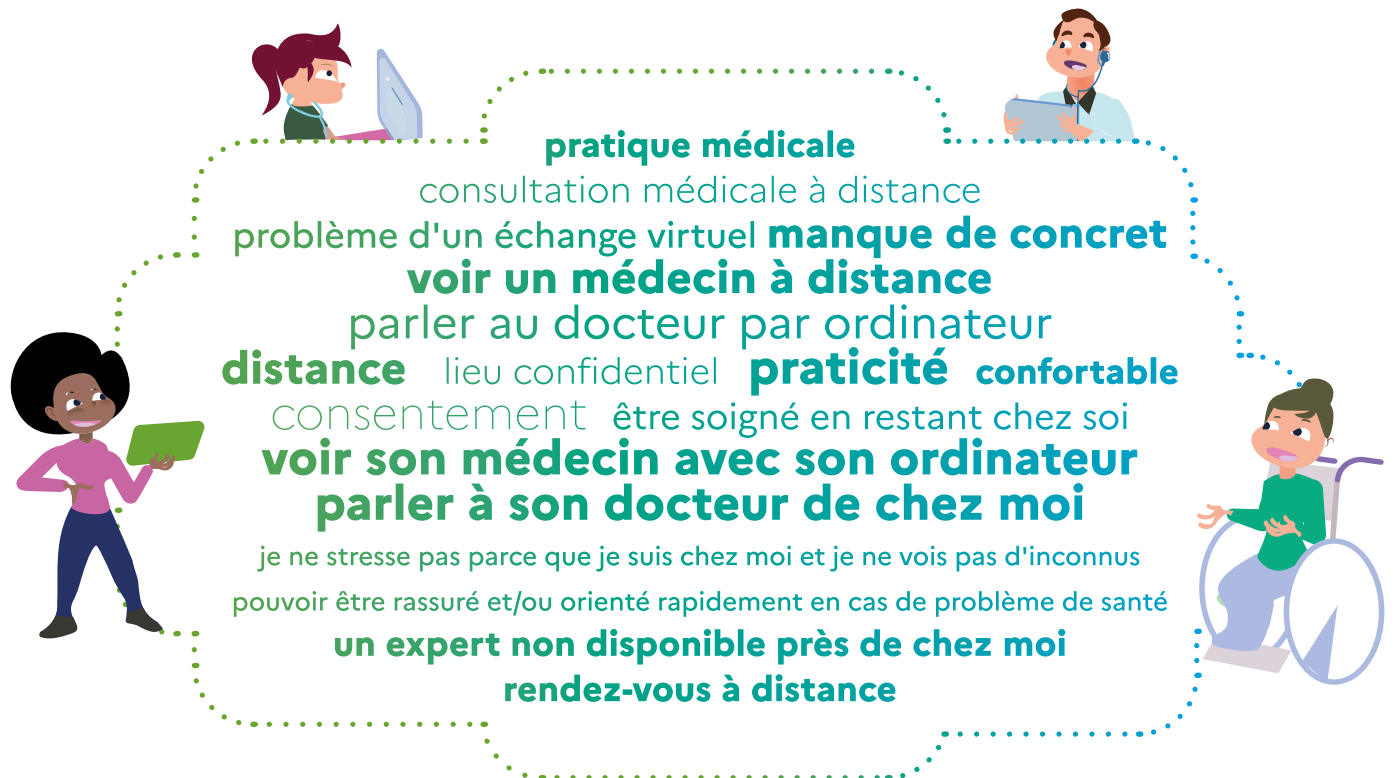 pratique médicale
consultation médicale à distance
problème d'un échange virtuel manque de concret
voir un médecin à distance
parler au docteur par ordinateur
distance lieu confidentiel praticité confortable
consentement être soigné en restant chez soi
voir son médecin avec son ordinateur
parler à son docteur de chez moi
je ne stresse pas parce que je suis chez moi et je ne vois pas d'inconnus
pouvoir être rassuré et/ou orienté rapidement en cas de problème de santé
un expert non disponible près de chez moi
rendez-vous à distance